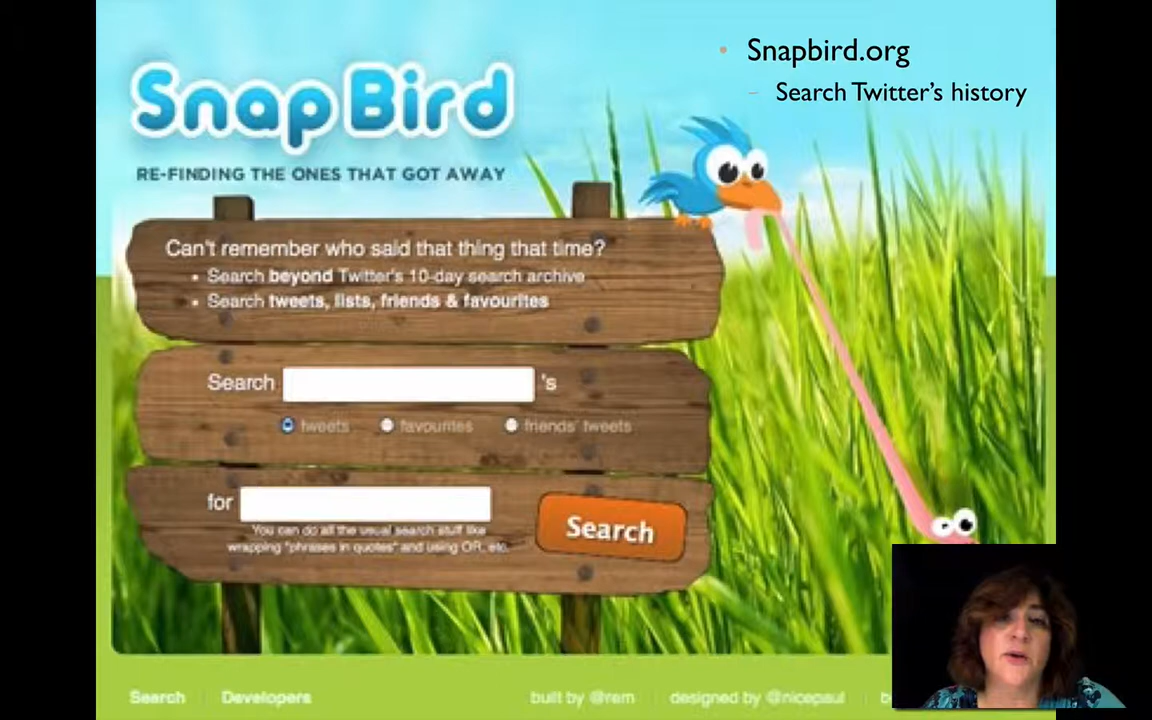 Snapbird.org
Search Twitter's history
Snap Bird
RE-FINDING THE ONES THAT GOT AWAY
Can't remember who said that thing that time?
Search beyond Twitter's 10-day search archive
Search tweets, lists, friends & favourites
Search 's
tweets favourites friends' tweets
for
You can do all the usual search stuff like
wrapping "phrases in quotes" and using OR, etc.
Search
Search Developers built by @rem designed by @nicepaul